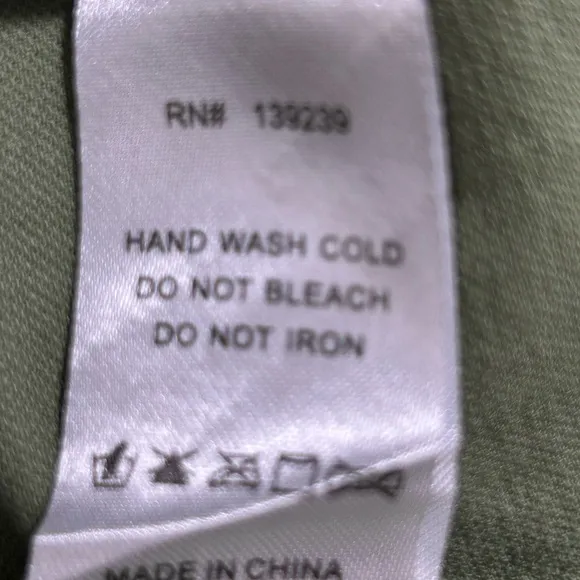 RN# 139239
HAND WASH COLD
DO NOT BLEACH
DO NOT IRON
MADE IN CHINA